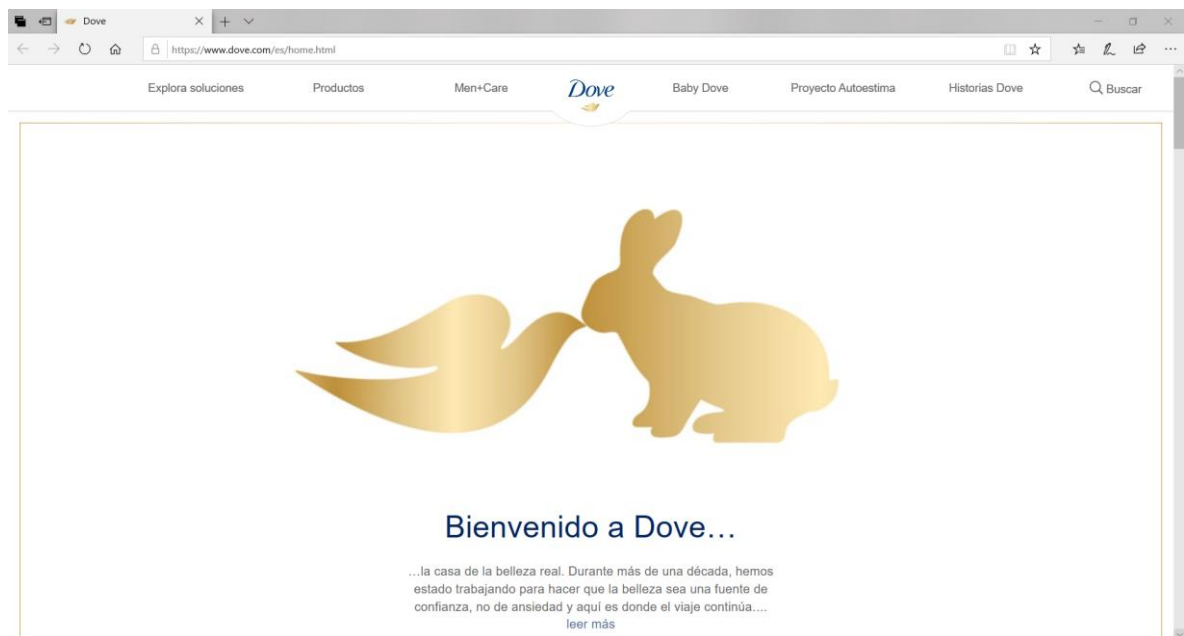 Dove
https://www.dove.com/es/home.html
Explora soluciones
Productos
Men+Care
Dove
Baby Dove
Proyecto Autoestima
Historias Dove
Buscar
Bienvenido a Dove…
…la casa de la belleza real. Durante más de una década, hemos
estado trabajando para hacer que la belleza sea una fuente de
confianza, no de ansiedad y aquí es donde el viaje continúa….
leer más